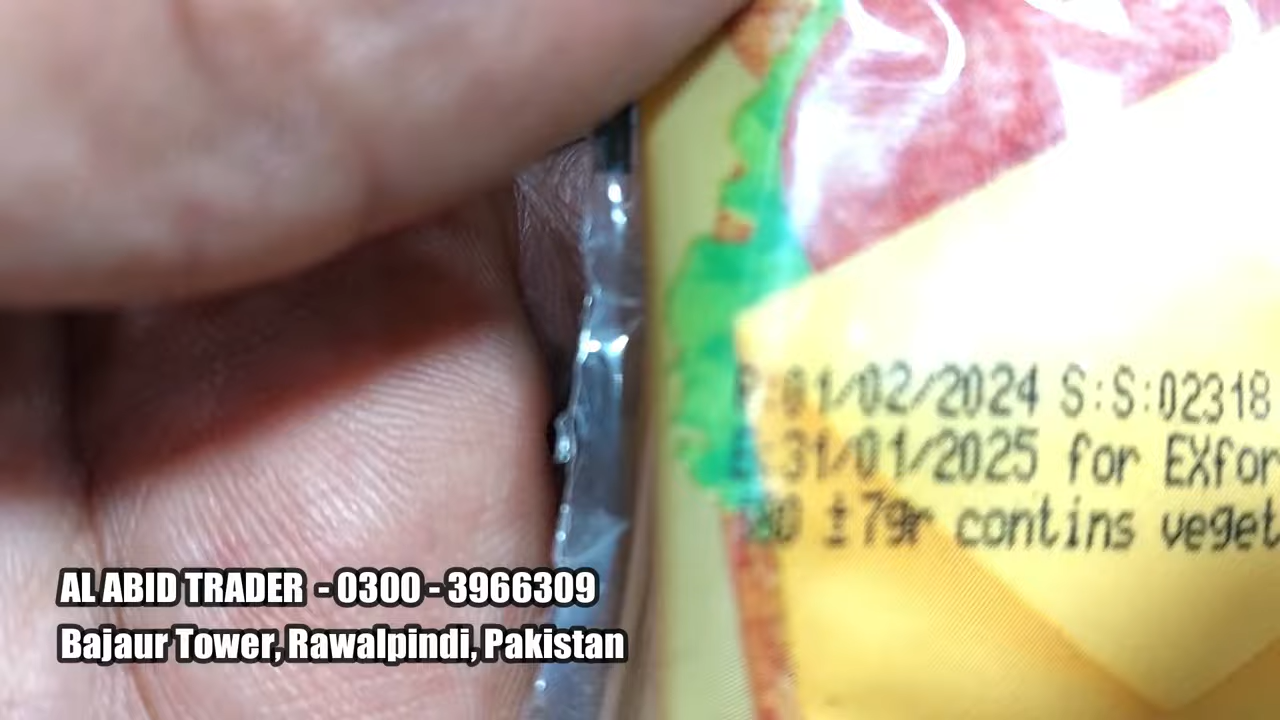 P:01/02/2024 S:S:02318
E:31/01/2025 for EXfor
±79r contins veget
AL ABID TRADER - 0300 - 3966309
Bajaur Tower, Rawalpindi, Pakistan